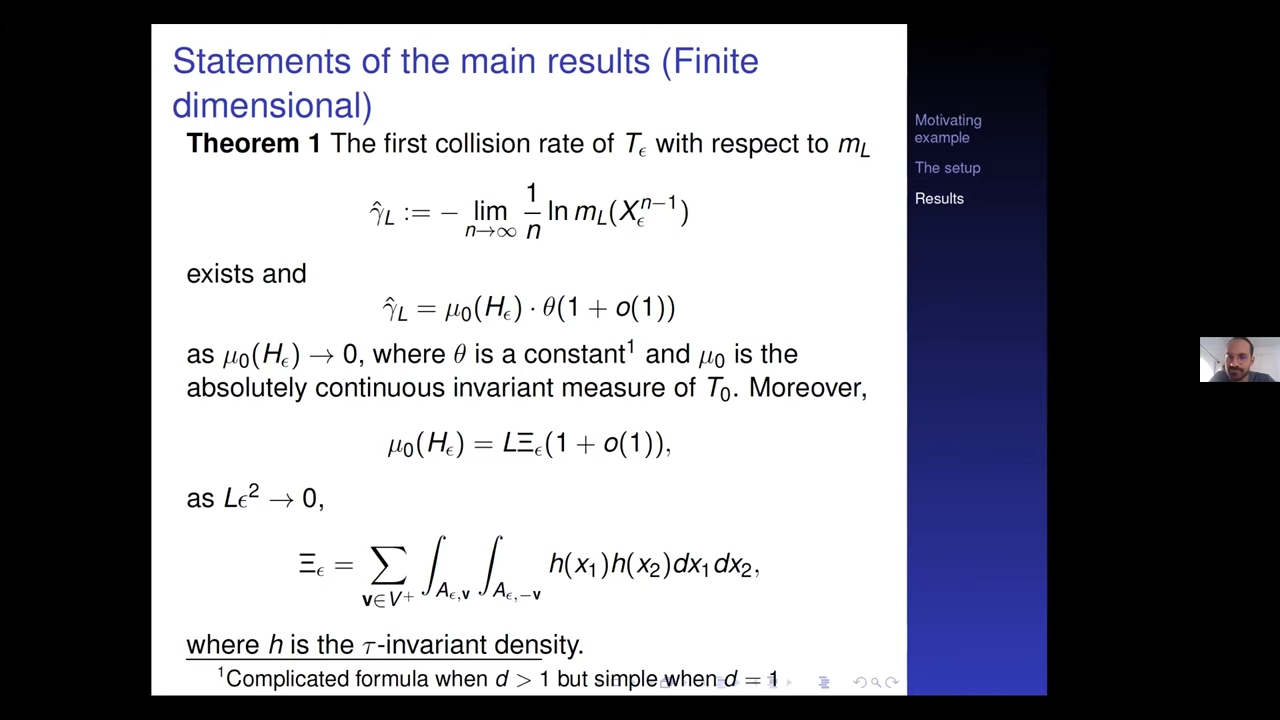 Statements of the main results (Finite
dimensional)
Theorem 1 The first collision rate of T_ϵ with respect to m_L
γ̂_L := − lim_{n→∞} 1/n ln m_L(X_ϵ^{n−1})
exists and
γ̂_L = μ_0(H_ϵ) · θ(1 + o(1))
as μ_0(H_ϵ) → 0, where θ is a constant¹ and μ_0 is the
absolutely continuous invariant measure of T_0. Moreover,
μ_0(H_ϵ) = LΞ_ϵ(1 + o(1)),
as Lϵ² → 0,
Ξ_ϵ = ∑_{v∈V⁺} ∫_{A_{ϵ,v}} ∫_{A_{ϵ,−v}} h(x_1)h(x_2)dx_1dx_2,
where h is the τ-invariant density.
¹Complicated formula when d > 1 but simple when d = 1
Motivating
example
The setup
Results